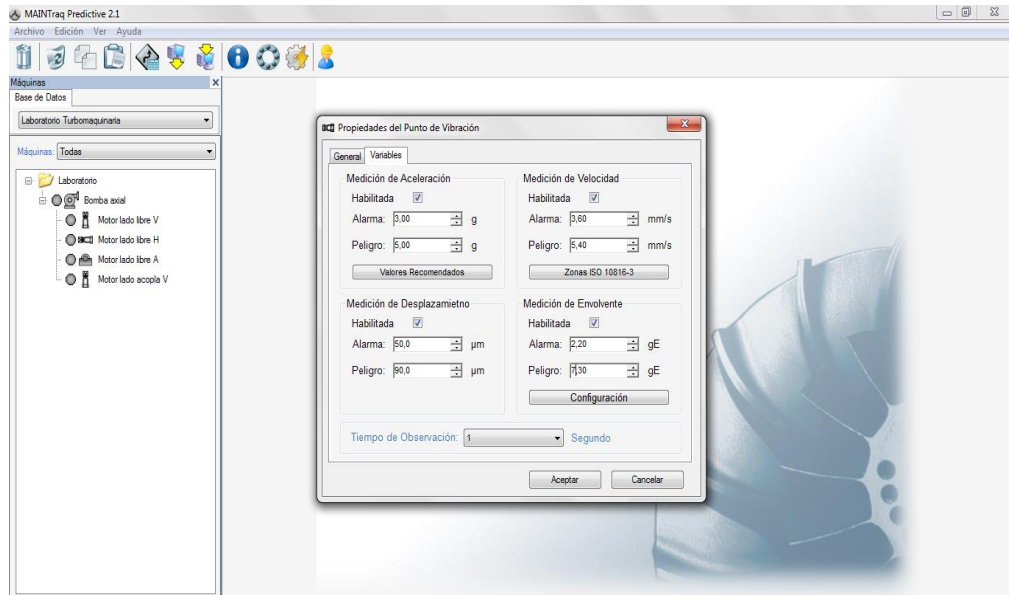 MAINTraq Predictive 2.1
Archivo Edición Ver Ayuda
Máquinas x
Base de Datos
Laboratorio Turbomaquinaria
Máquinas: Todas
Laboratorio
Bomba axial
Motor lado libre V
Motor lado libre H
Motor lado libre A
Motor lado acopla V
Propiedades del Punto de Vibración
General Variables
Medición de Aceleración
Habilitada
Alarma: 3,00 g
Peligro: 5,00 g
Valores Recomendados
Medición de Velocidad
Habilitada
Alarma: 3,60 mm/s
Peligro: 5,40 mm/s
Zonas ISO 10816-3
Medición de Desplazamietno
Habilitada
Alarma: 50,0 µm
Peligro: 90,0 µm
Medición de Envolvente
Habilitada
Alarma: 2,20 gE
Peligro: 7,30 gE
Configuración
Tiempo de Observación: 1 Segundo
Aceptar Cancelar